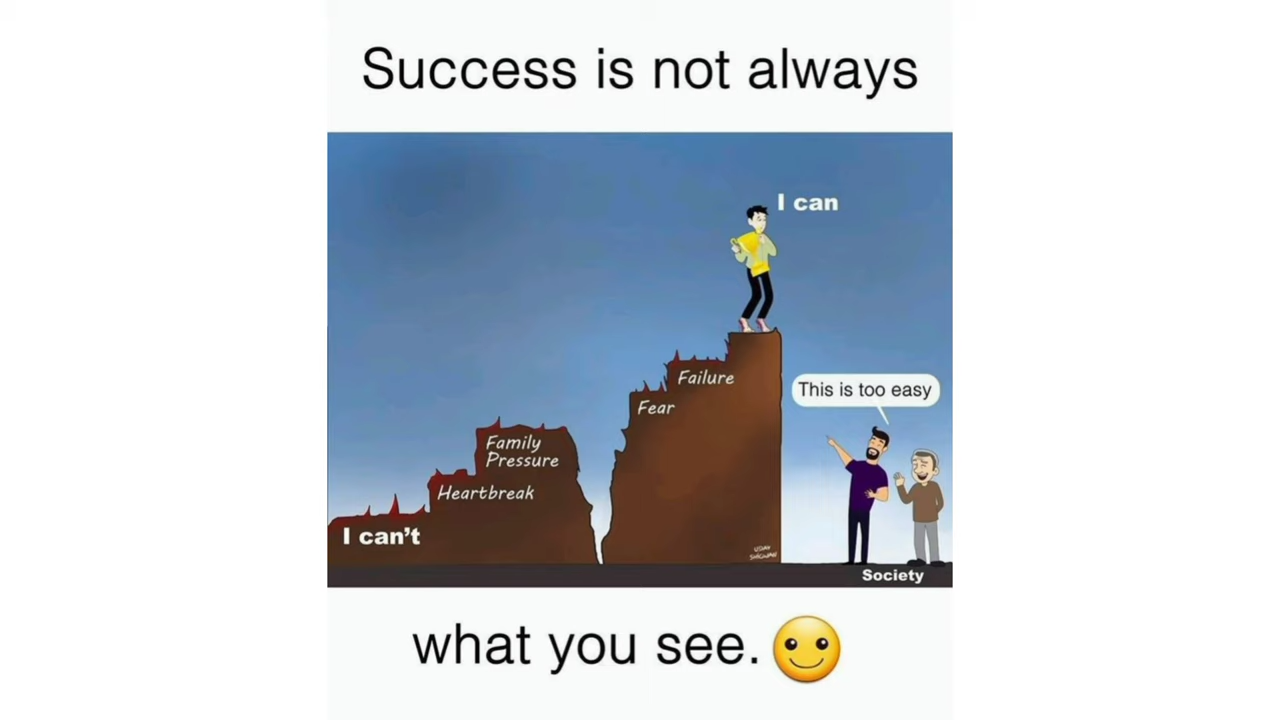 Success is not always
I can
This is too easy
Failure
Fear
Family
Pressure
Heartbreak
I can't
UDAY
Society
what you see.